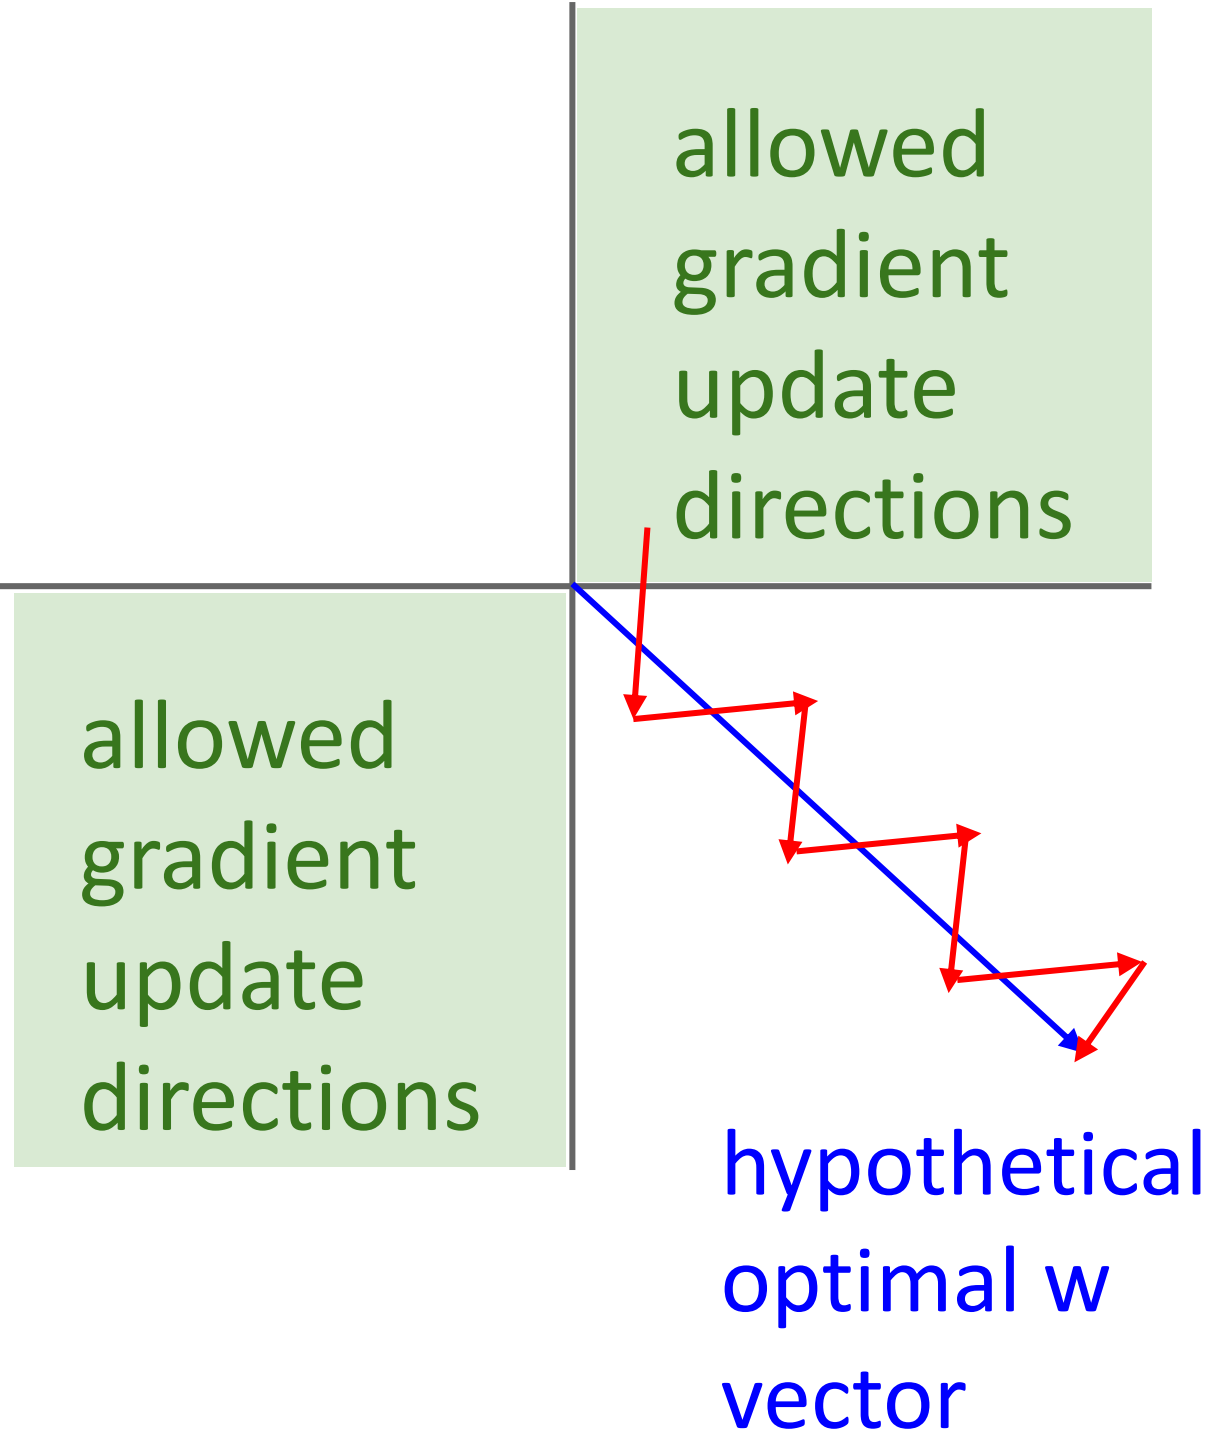 allowed
gradient
update
directions
allowed
gradient
update
directions
hypothetical
optimal w
vector